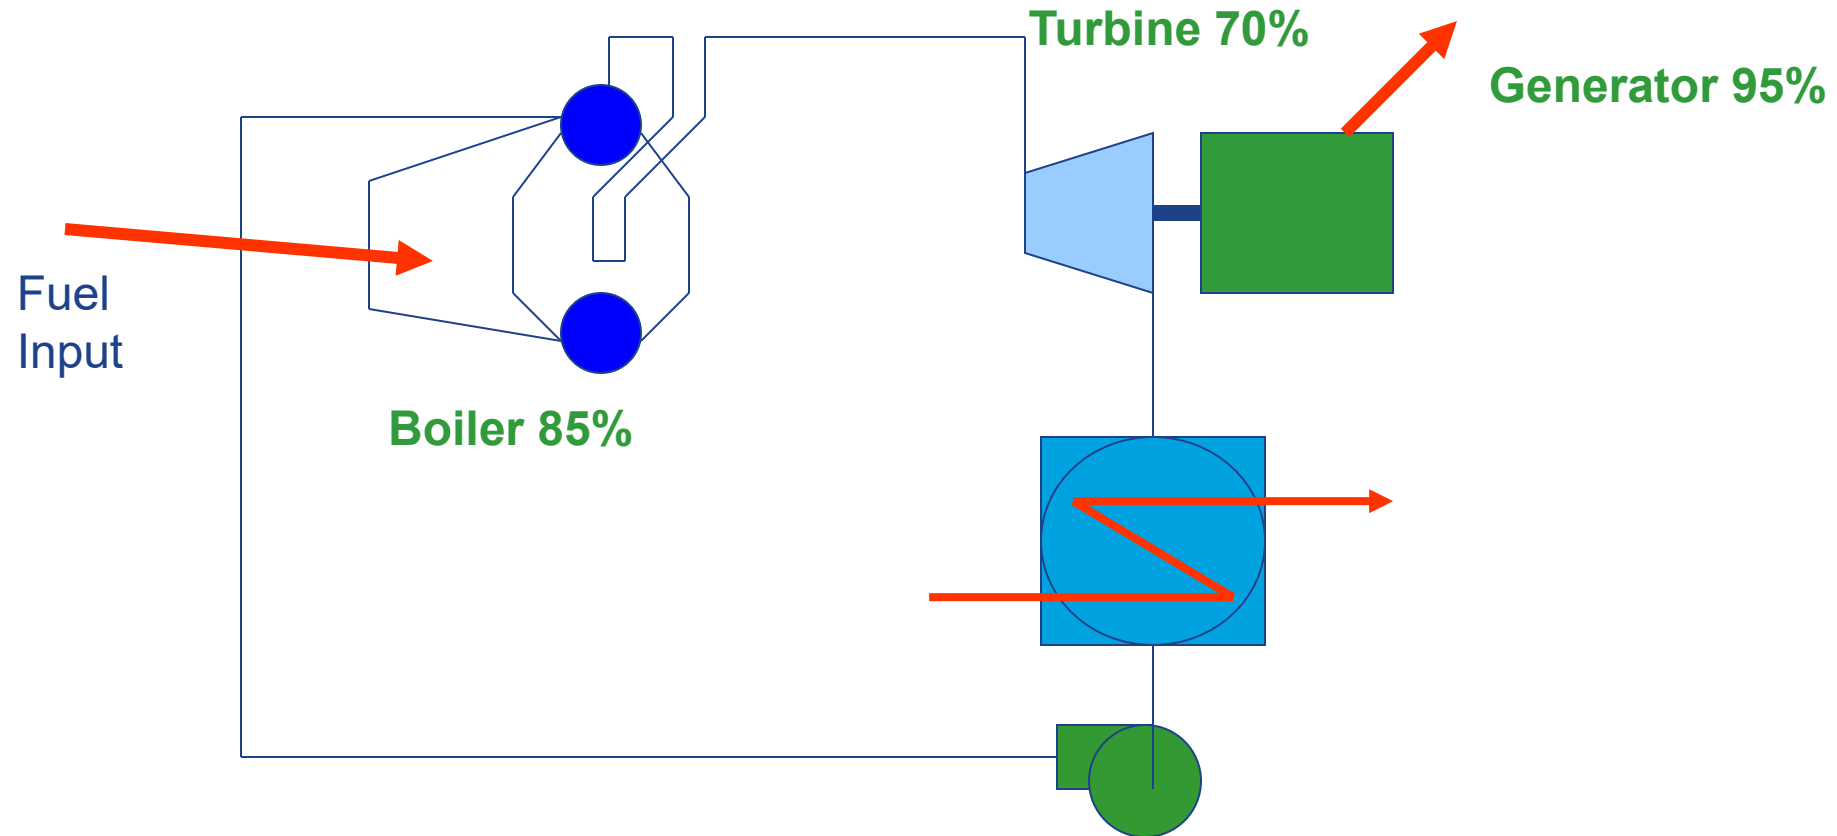 Turbine 70%
Generator 95%
Fuel
Input
Boiler 85%